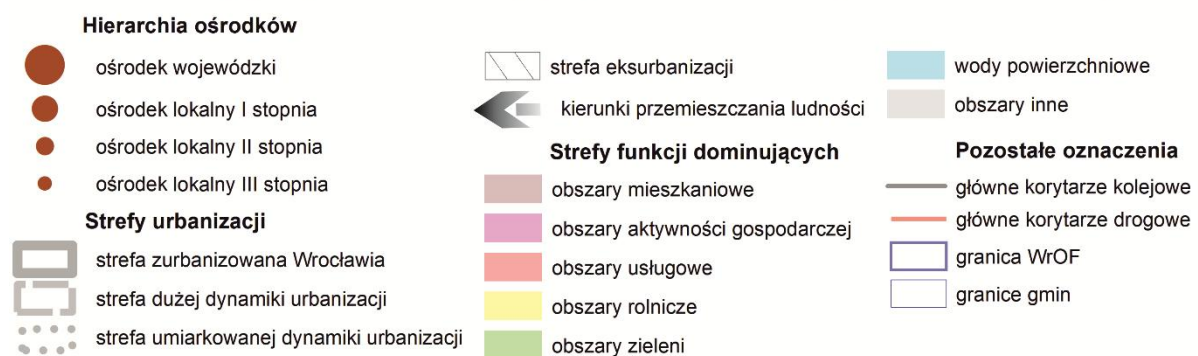 Hierarchia ośrodków
ośrodek wojewódzki
ośrodek lokalny I stopnia
ośrodek lokalny II stopnia
ośrodek lokalny III stopnia
Strefy urbanizacji
strefa zurbanizowana Wrocławia
strefa dużej dynamiki urbanizacji
strefa umiarkowanej dynamiki urbanizacji
strefa eksurbanizacji
kierunki przemieszczania ludności
Strefy funkcji dominujących
obszary mieszkaniowe
obszary aktywności gospodarczej
obszary usługowe
obszary rolnicze
obszary zieleni
wody powierzchniowe
obszary inne
Pozostałe oznaczenia
główne korytarze kolejowe
główne korytarze drogowe
granica WrOF
granice gmin